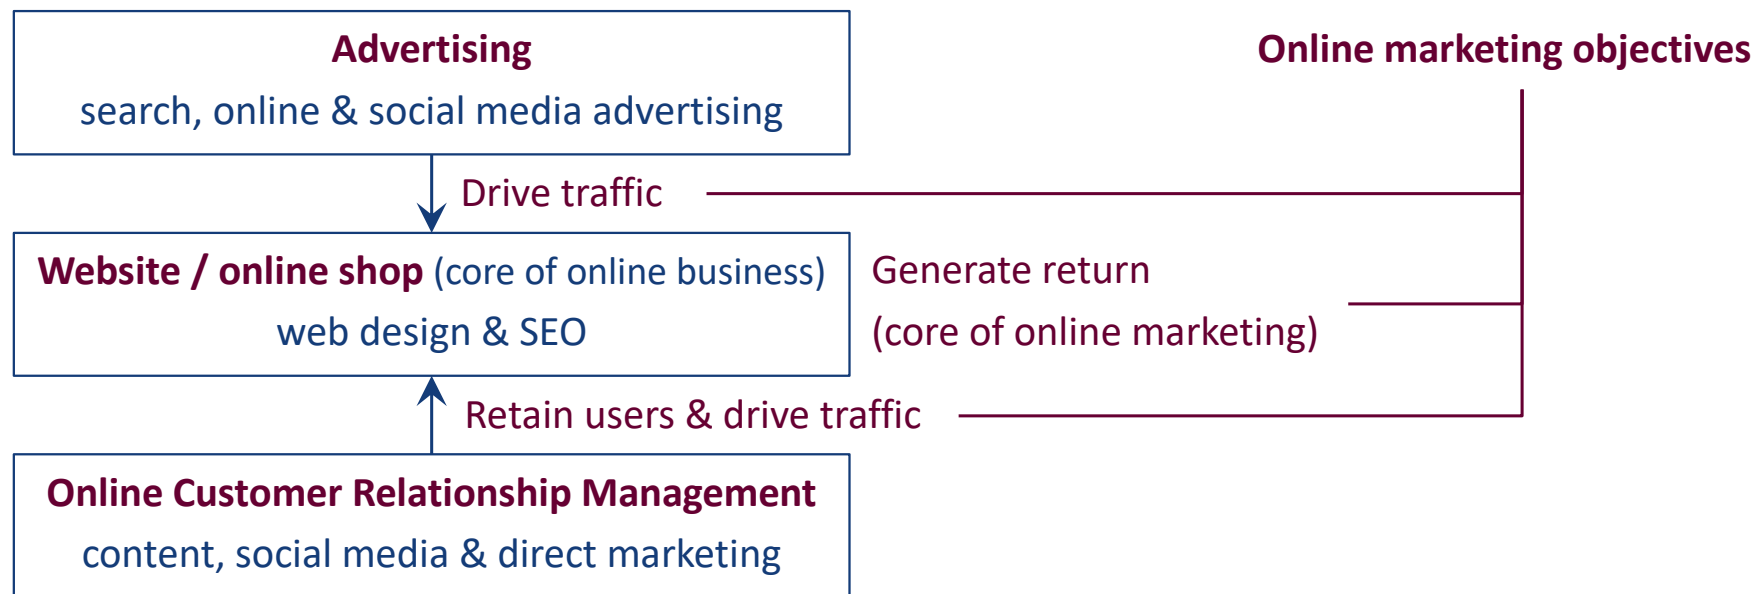 Advertising
search, online & social media advertising
Online marketing objectives
Drive traffic
Website / online shop (core of online business)
web design & SEO
Generate return
(core of online marketing)
Retain users & drive traffic
Online Customer Relationship Management
content, social media & direct marketing